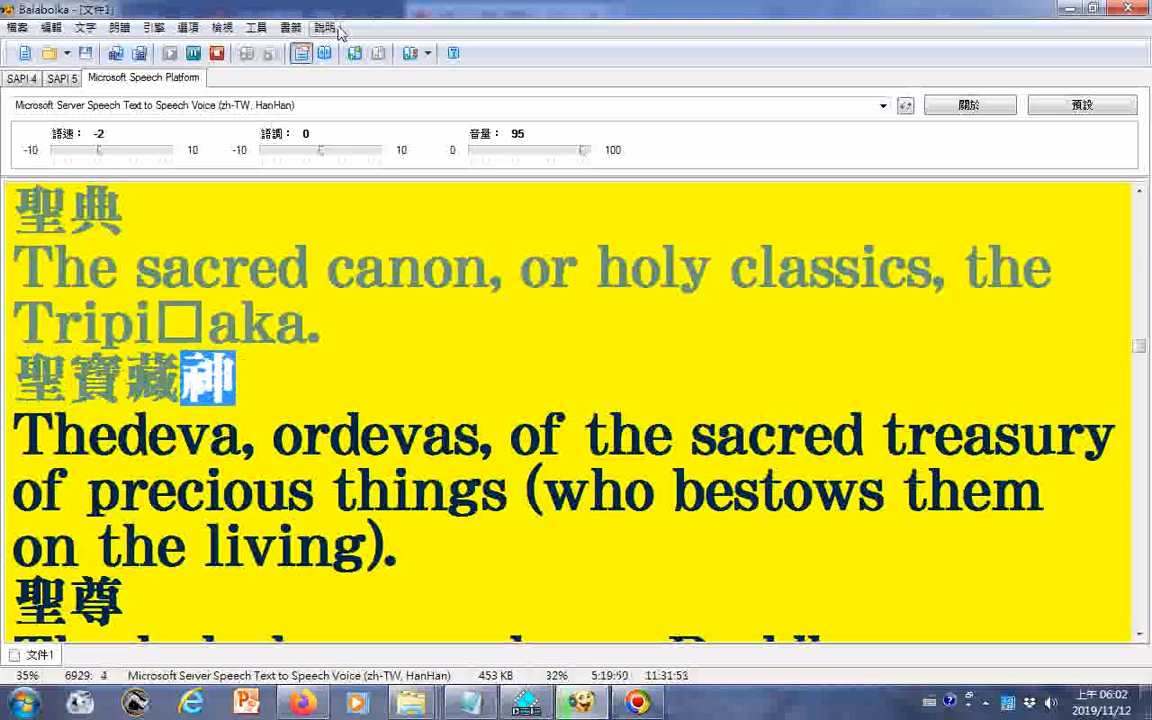 Balabolka - [文件1]
檔案 編輯 文字 朗讀 引擎 選項 檢視 工具 書籤 說明
SAPI 4 SAPI 5 Microsoft Speech Platform
Microsoft Server Speech Text to Speech Voice (zh-TW, HanHan) 關於 預設
語速： -2 語調： 0 音量： 95
-10 10 -10 10 0 100
聖典
The sacred canon, or holy classics, the
Tripi□aka.
聖寶藏神
Thedeva, ordevas, of the sacred treasury
of precious things (who bestows them
on the living).
聖尊
文件1
35% 6929: 4 Microsoft Server Speech Text to Speech Voice (zh-TW, HanHan) 453 KB 32% 5:19:50 11:31:53
上午 06:02
2019/11/12